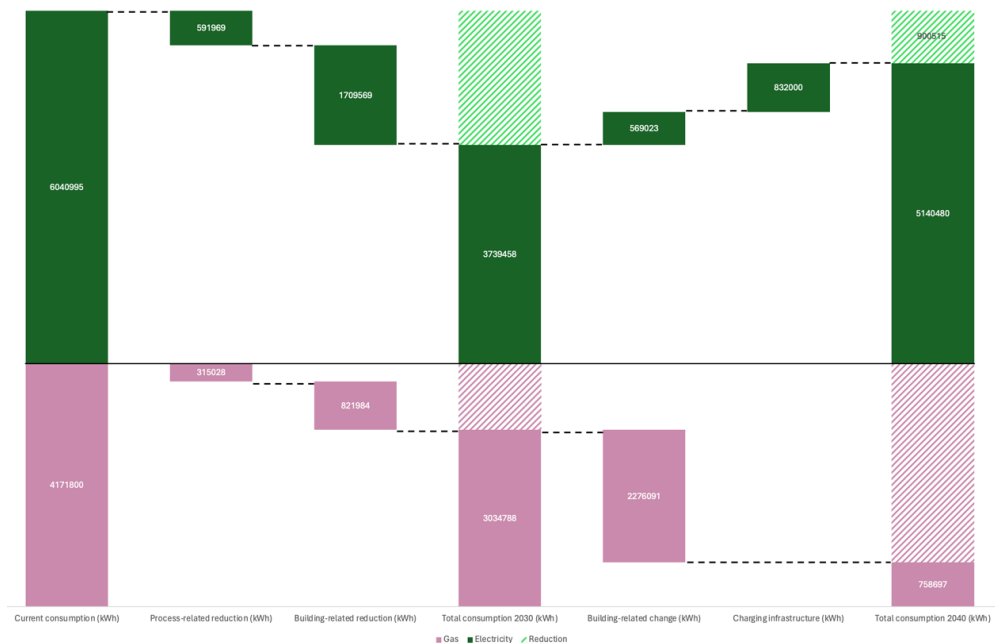 591969
900515
1709569
832000
569023
6040995
5140480
3739458
315028
821984
4171800
2276091
3034788
758697
Current consumption (kWh)
Process-related reduction (kWh)
Building-related reduction (kWh)
Total consumption 2030 (kWh)
Building-related change (kWh)
Charging infrastructure (kWh)
Total consumption 2040 (kWh)
Gas
Electricity
Reduction